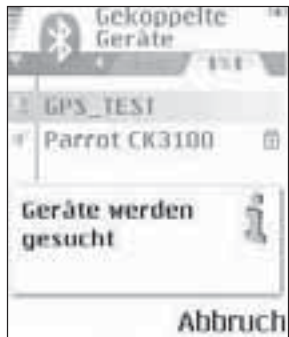 Gekoppelte
Geräte
GPS_TEST
Parrot CK3100
Geräte werden
gesucht
Abbruch